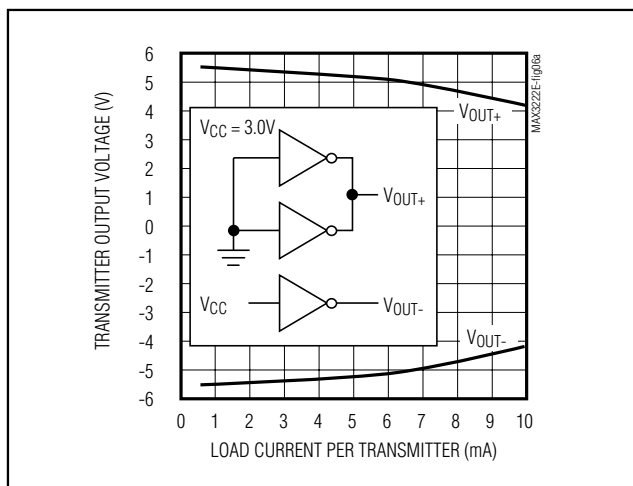 TRANSMITTER OUTPUT VOLTAGE (V)
6
5
4
3
2
1
0
-1
-2
-3
-4
-5
-6
VCC = 3.0V
VOUT+
VOUT+
VCC
VOUT-
VOUT-
MAX3222E-fig06a
0 1 2 3 4 5 6 7 8 9 10
LOAD CURRENT PER TRANSMITTER (mA)